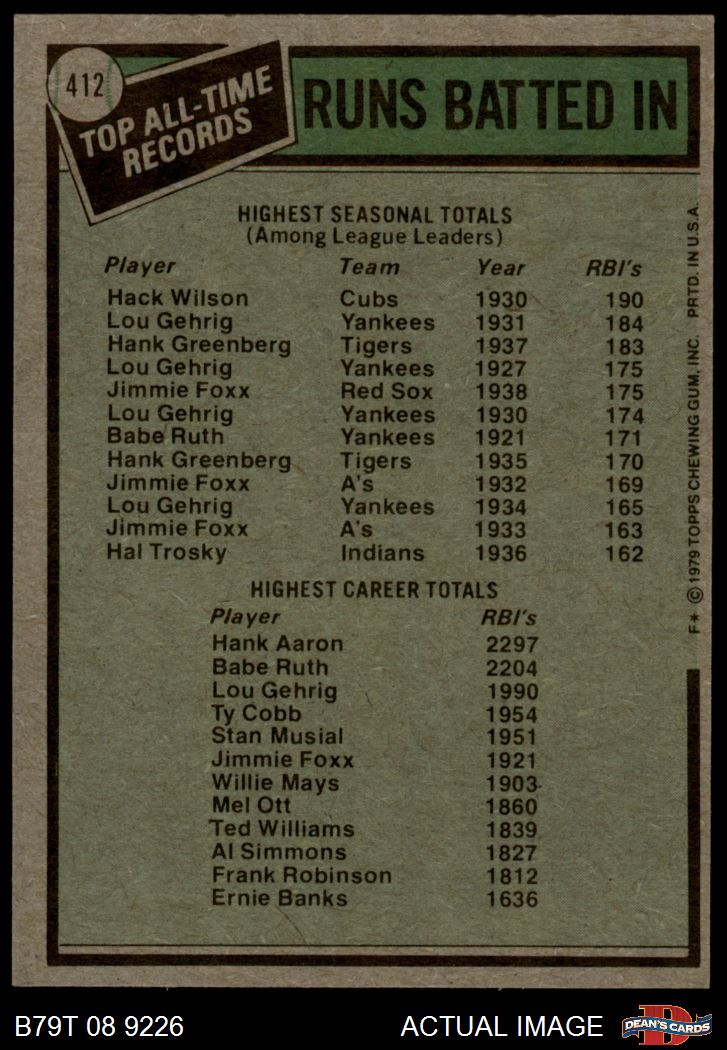 412
TOP ALL-TIME
RECORDS
RUNS BATTED IN
HIGHEST SEASONAL TOTALS
(Among League Leaders)
Player Team Year RBI's
Hack Wilson Cubs 1930 190
Lou Gehrig Yankees 1931 184
Hank Greenberg Tigers 1937 183
Lou Gehrig Yankees 1927 175
Jimmie Foxx Red Sox 1938 175
Lou Gehrig Yankees 1930 174
Babe Ruth Yankees 1921 171
Hank Greenberg Tigers 1935 170
Jimmie Foxx A's 1932 169
Lou Gehrig Yankees 1934 165
Jimmie Foxx A's 1933 163
Hal Trosky Indians 1936 162
HIGHEST CAREER TOTALS
Player RBI's
Hank Aaron 2297
Babe Ruth 2204
Lou Gehrig 1990
Ty Cobb 1954
Stan Musial 1951
Jimmie Foxx 1921
Willie Mays 1903
Mel Ott 1860
Ted Williams 1839
Al Simmons 1827
Frank Robinson 1812
Ernie Banks 1636
F* © 1979 TOPPS CHEWING GUM, INC. PRTD. IN U.S.A.
B79T 08 9226 ACTUAL IMAGE
D
DEAN'S CARDS